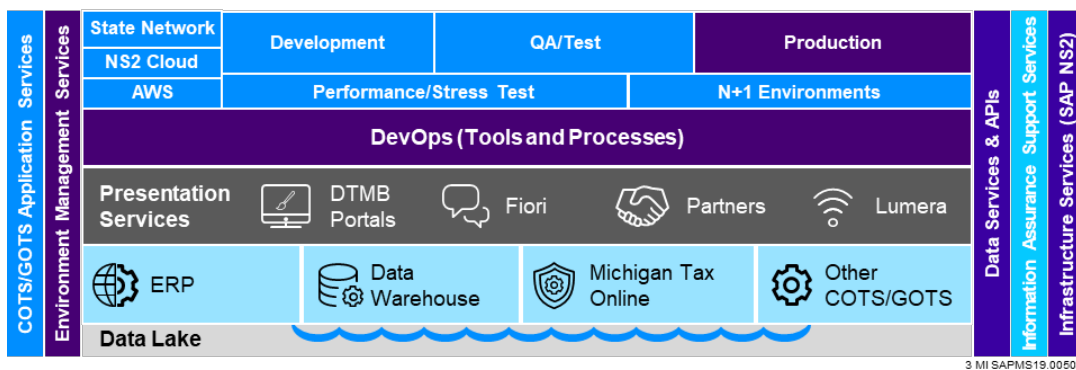 COTS/GOTS Application Services
Environment Management Services
State Network
NS2 Cloud
AWS
Development
QA/Test
Production
Performance/Stress Test
N+1 Environments
DevOps (Tools and Processes)
Presentation
Services
DTMB
Portals
Fiori
Partners
Lumera
ERP
Data
Warehouse
Michigan Tax
Online
Other
COTS/GOTS
Data Lake
Data Services & APIs
Information Assurance Support Services
Infrastructure Services (SAP NS2)
3 MI SAPMS19.0050